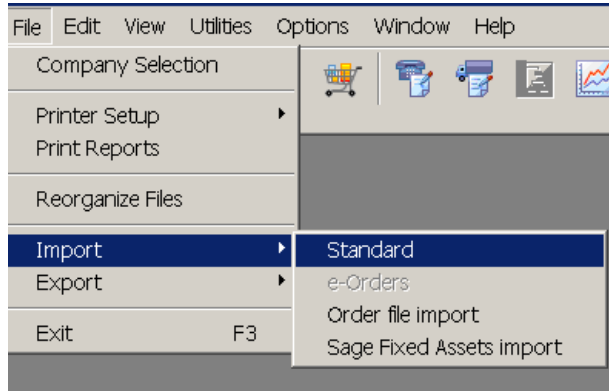 File Edit View Utilities Options Window Help
Company Selection
Printer Setup
Print Reports
Reorganize Files
Import
Export
Exit F3
Standard
e-Orders
Order file import
Sage Fixed Assets import